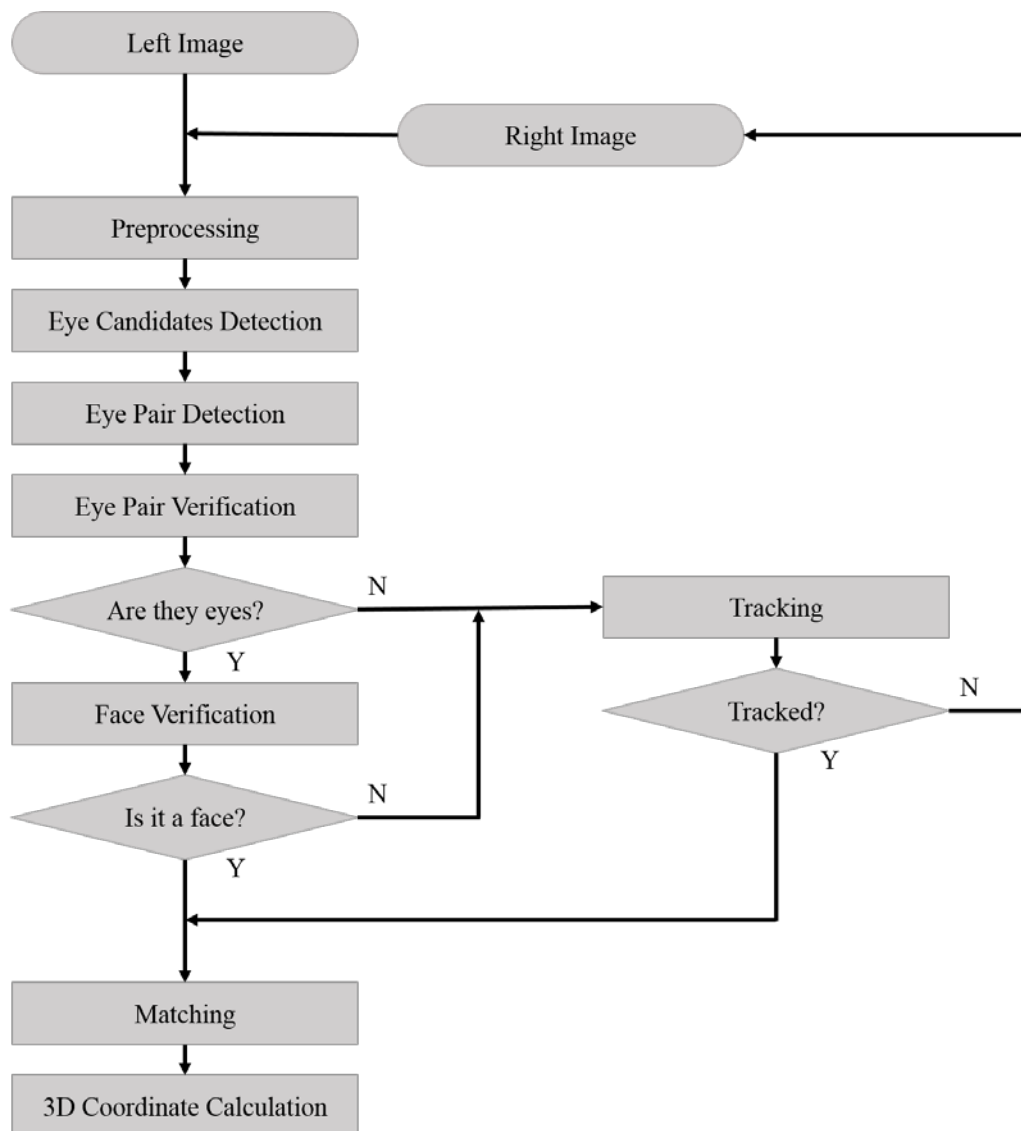 Left Image
Right Image
Preprocessing
Eye Candidates Detection
Eye Pair Detection
Eye Pair Verification
Are they eyes?
N
Y
Tracking
Face Verification
Tracked?
N
Y
Is it a face?
N
Y
Matching
3D Coordinate Calculation